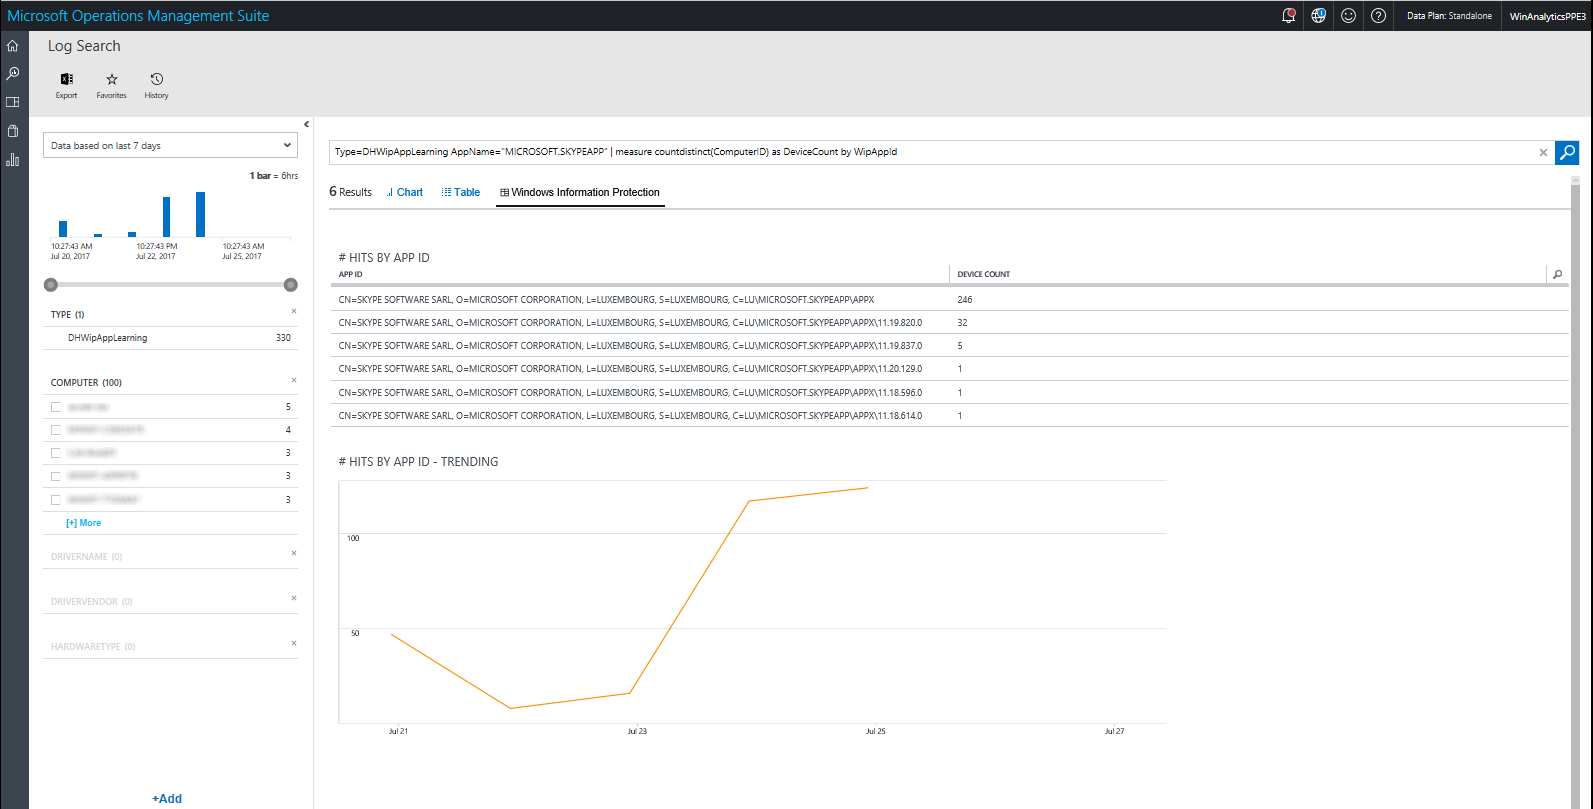 Microsoft Operations Management Suite
Data Plan: Standalone
WinAnalyticsPPE3
Log Search
Export
Favorites
History
Data based on last 7 days
1 bar = 6hrs
10:27:43 AM
Jul 20, 2017
10:27:43 PM
Jul 22, 2017
10:27:43 AM
Jul 25, 2017
TYPE (1)
DHWipAppLearning 330
COMPUTER (100)
5
4
3
3
3
[+] More
DRIVERNAME (0)
DRIVERVENDOR (0)
HARDWARETYPE (0)
+Add
Type=DHWipAppLearning AppName="MICROSOFT.SKYPEAPP" | measure countdistinct(ComputerID) as DeviceCount by WipAppId
6 Results Chart Table Windows Information Protection
# HITS BY APP ID
APP ID DEVICE COUNT
CN=SKYPE SOFTWARE SARL, O=MICROSOFT CORPORATION, L=LUXEMBOURG, S=LUXEMBOURG, C=LU\MICROSOFT.SKYPEAPP\APPX 246
CN=SKYPE SOFTWARE SARL, O=MICROSOFT CORPORATION, L=LUXEMBOURG, S=LUXEMBOURG, C=LU\MICROSOFT.SKYPEAPP\APPX\11.19.820.0 32
CN=SKYPE SOFTWARE SARL, O=MICROSOFT CORPORATION, L=LUXEMBOURG, S=LUXEMBOURG, C=LU\MICROSOFT.SKYPEAPP\APPX\11.19.837.0 5
CN=SKYPE SOFTWARE SARL, O=MICROSOFT CORPORATION, L=LUXEMBOURG, S=LUXEMBOURG, C=LU\MICROSOFT.SKYPEAPP\APPX\11.20.129.0 1
CN=SKYPE SOFTWARE SARL, O=MICROSOFT CORPORATION, L=LUXEMBOURG, S=LUXEMBOURG, C=LU\MICROSOFT.SKYPEAPP\APPX\11.18.596.0 1
CN=SKYPE SOFTWARE SARL, O=MICROSOFT CORPORATION, L=LUXEMBOURG, S=LUXEMBOURG, C=LU\MICROSOFT.SKYPEAPP\APPX\11.18.614.0 1
# HITS BY APP ID - TRENDING
100
50
Jul 21
Jul 23
Jul 25
Jul 27